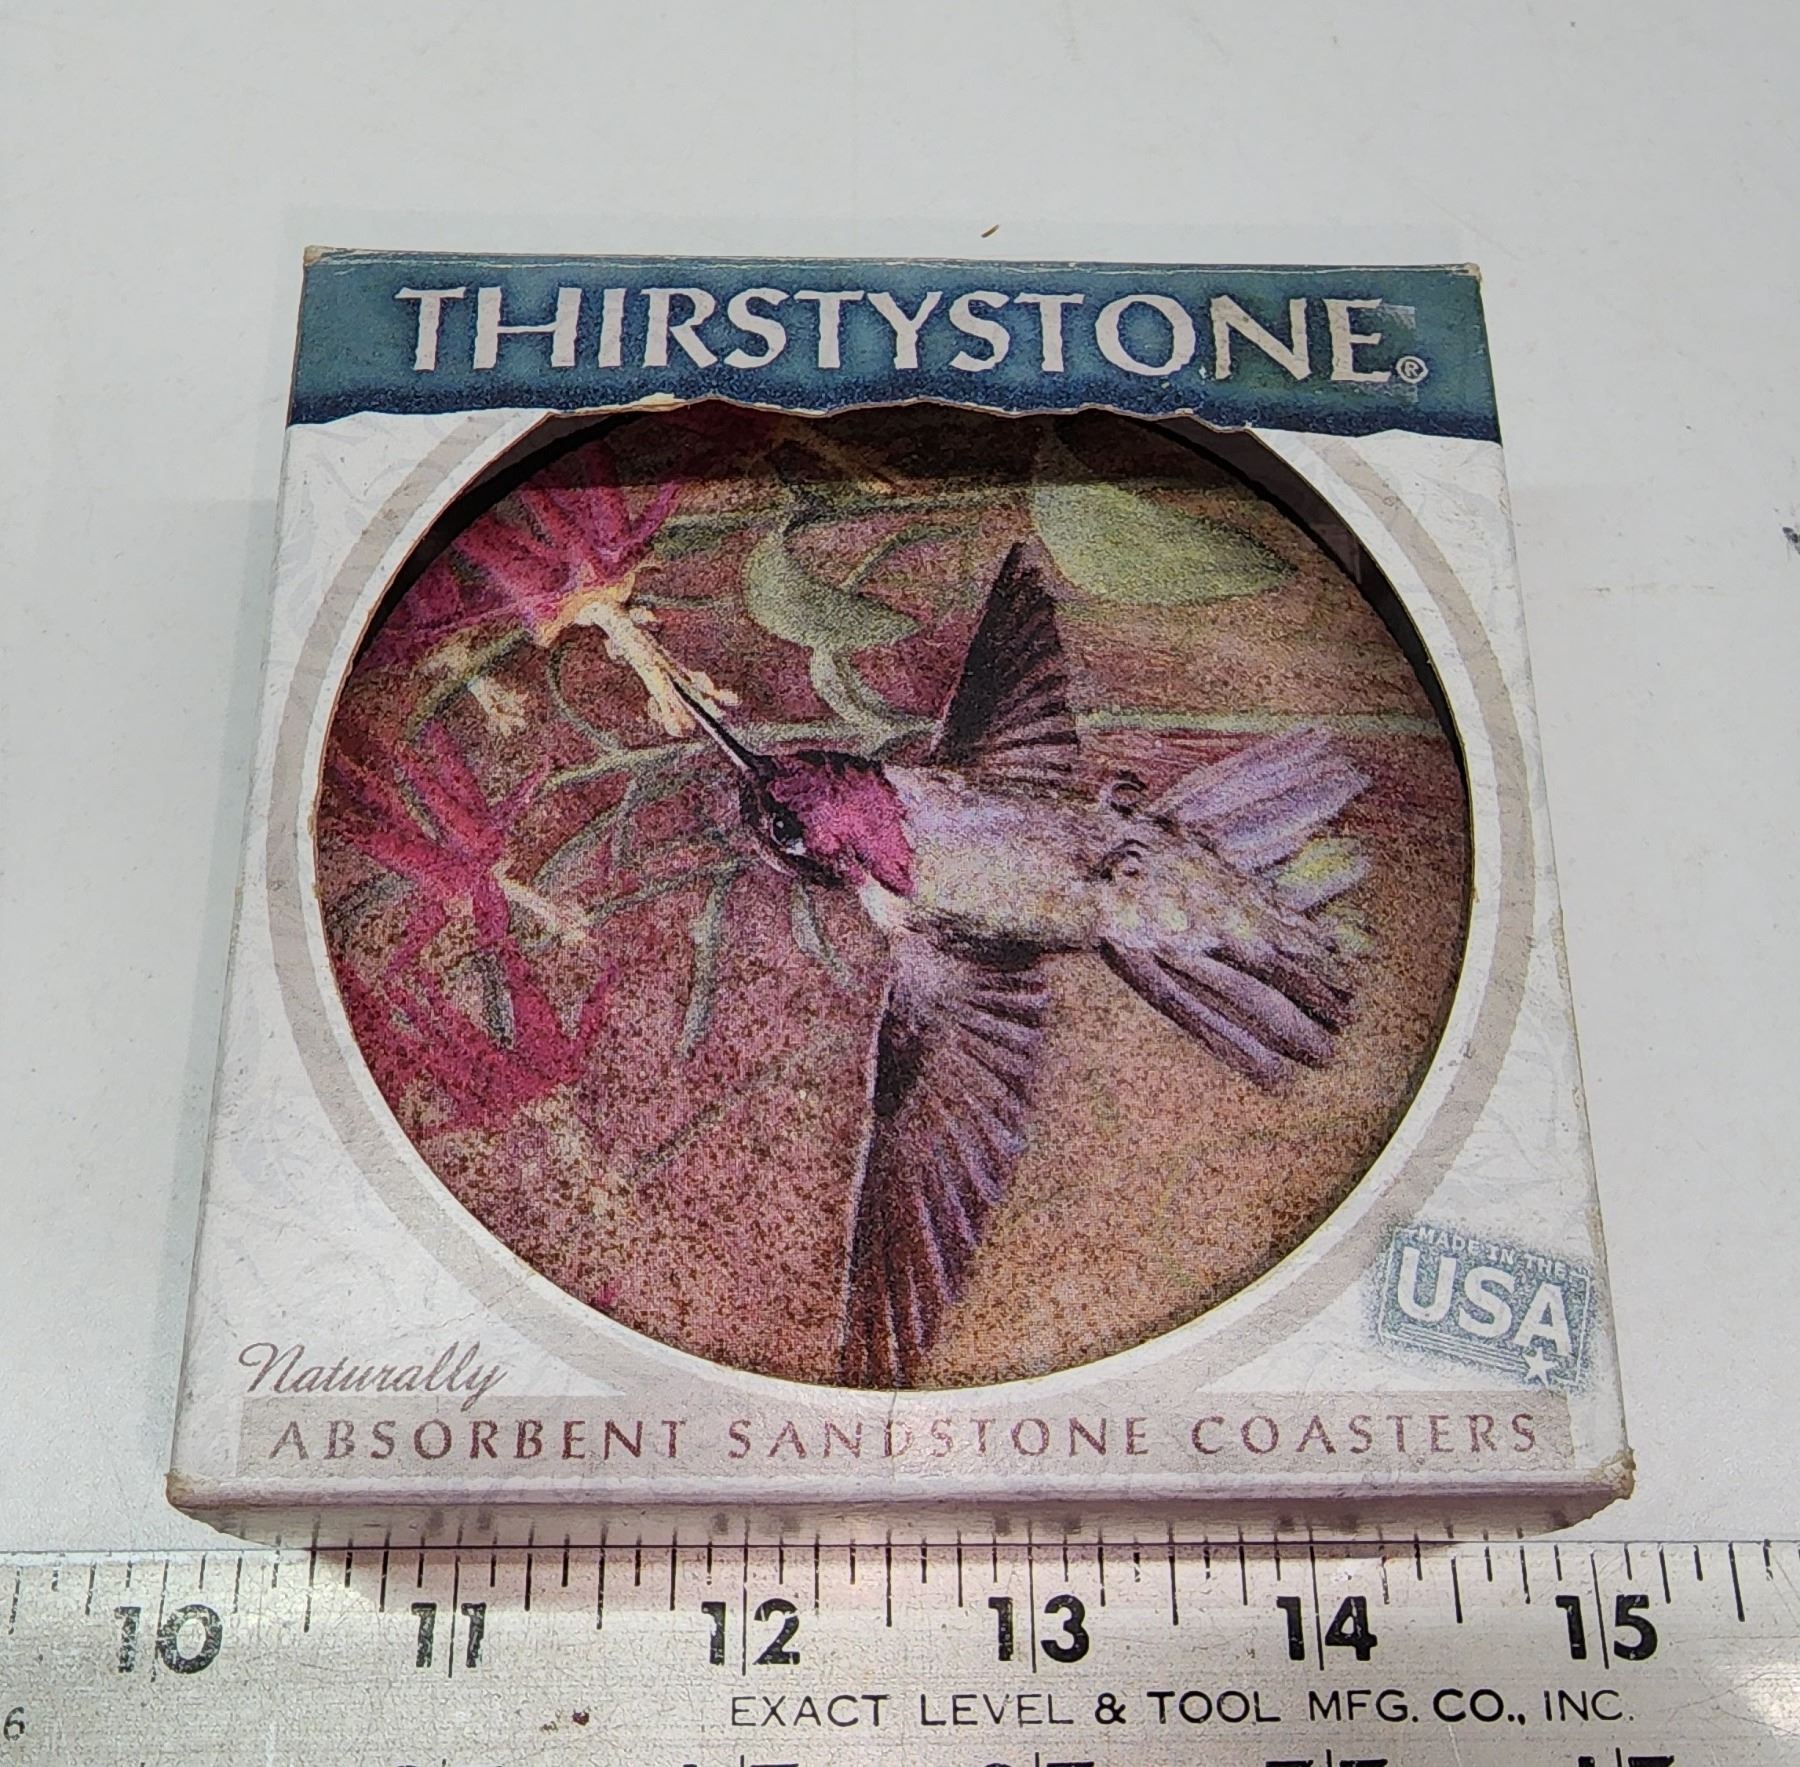 THIRSTYSTONE®
MADE IN THE
USA
Naturally
ABSORBENT SANDSTONE COASTERS
10 11 12 13 14 15
EXACT LEVEL & TOOL MFG. CO., INC.
6